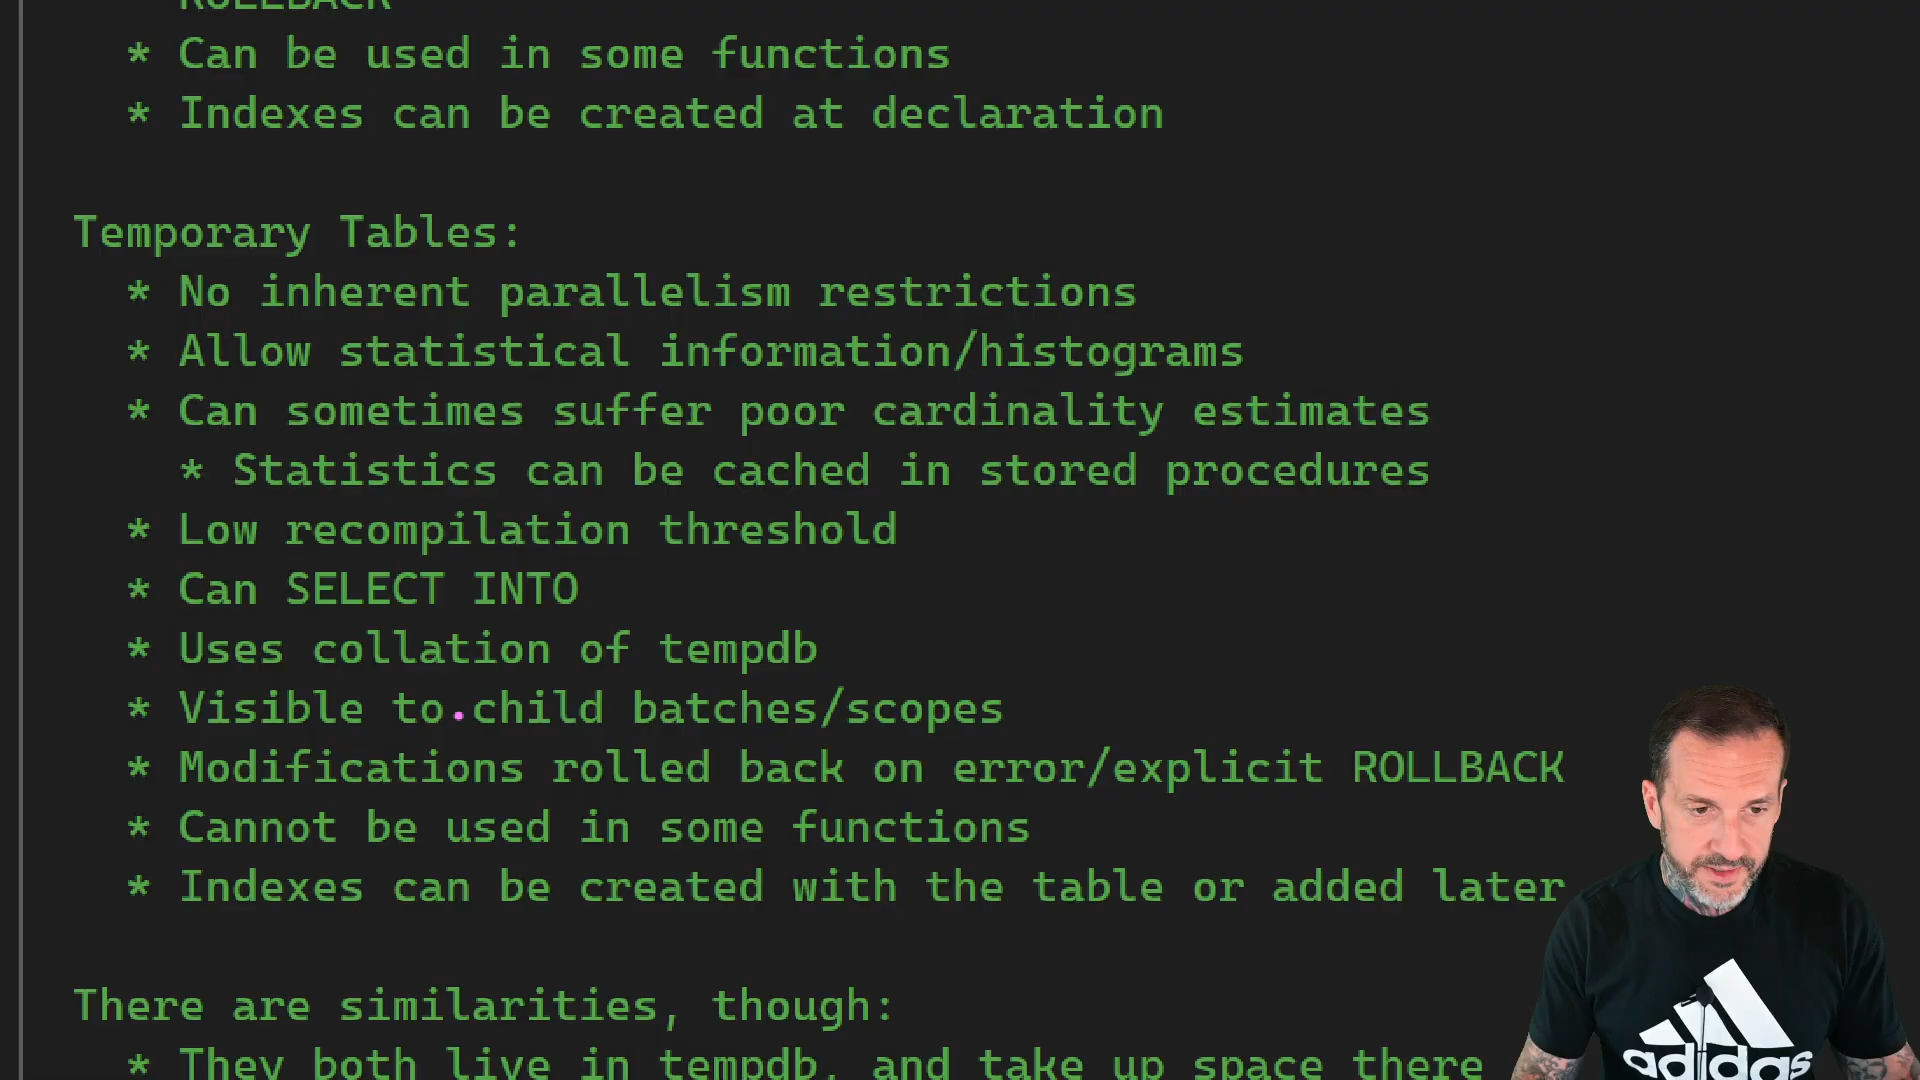 ROLLBACK
* Can be used in some functions
* Indexes can be created at declaration
Temporary Tables:
* No inherent parallelism restrictions
* Allow statistical information/histograms
* Can sometimes suffer poor cardinality estimates
* Statistics can be cached in stored procedures
* Low recompilation threshold
* Can SELECT INTO
* Uses collation of tempdb
* Visible to child batches/scopes
* Modifications rolled back on error/explicit ROLLBACK
* Cannot be used in some functions
* Indexes can be created with the table or added later
There are similarities, though:
* They both live in tempdb, and take up space there
adidas